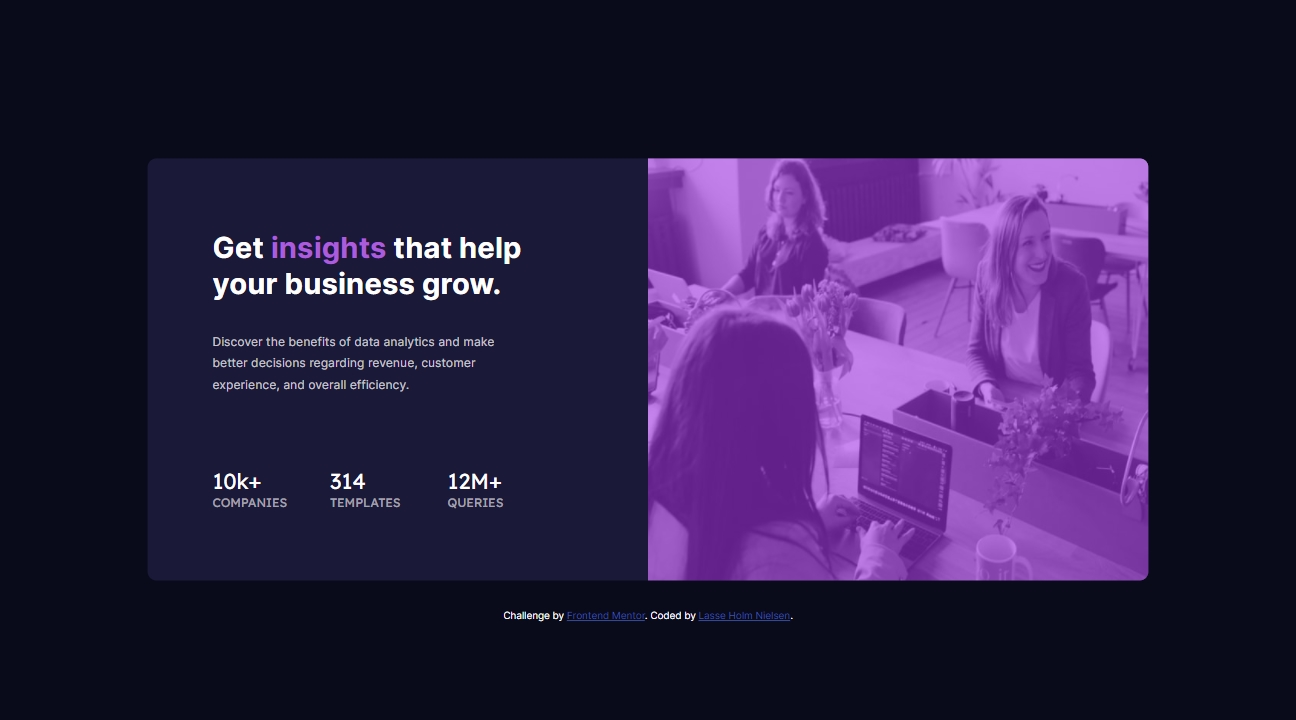 Get insights that help
your business grow.
Discover the benefits of data analytics and make
better decisions regarding revenue, customer
experience, and overall efficiency.
10k+
COMPANIES
314
TEMPLATES
12M+
QUERIES
Challenge by Frontend Mentor. Coded by Lasse Holm Nielsen.